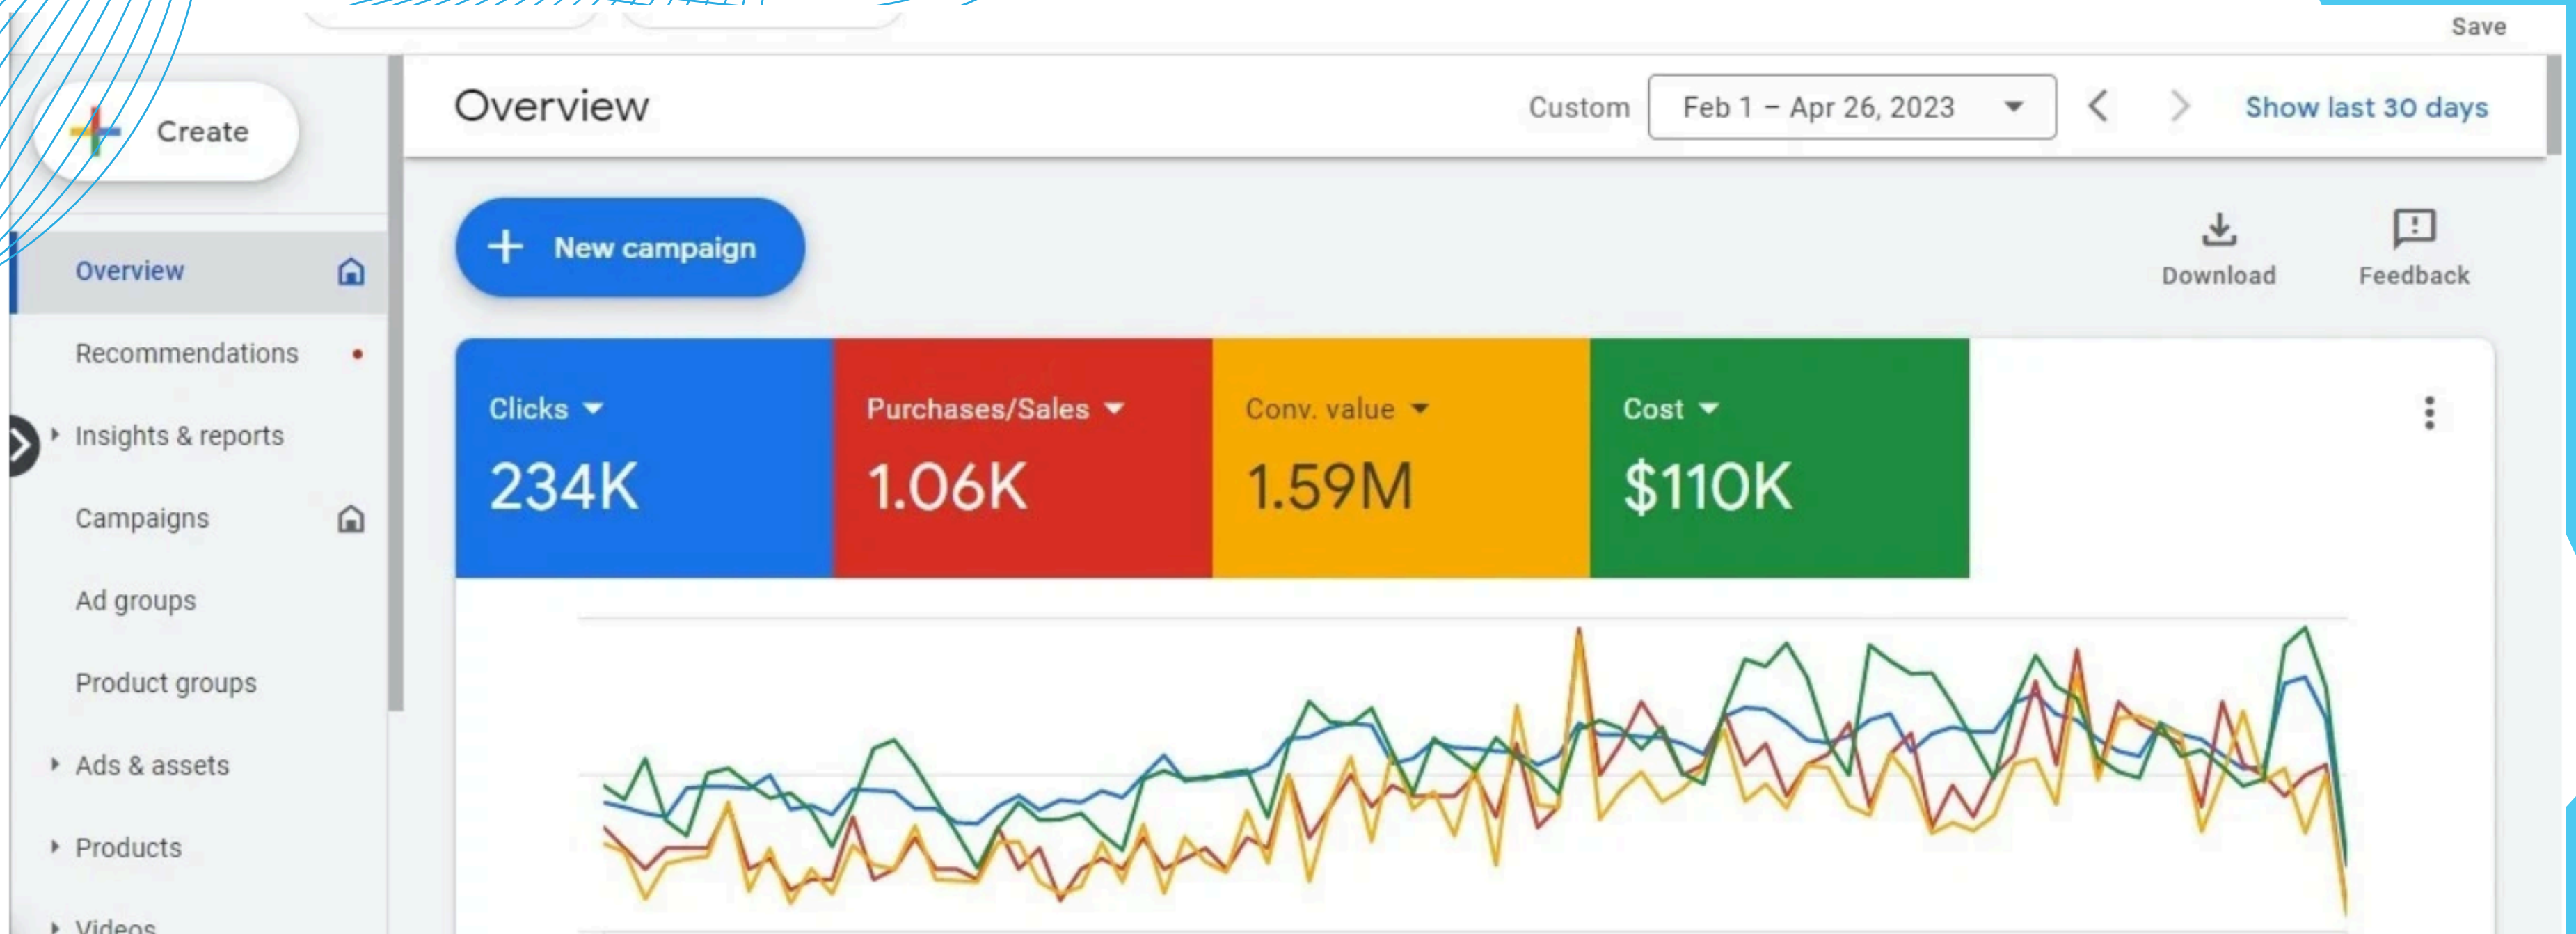 Save
Create
Overview
Custom
Feb 1 – Apr 26, 2023
Show last 30 days
New campaign
Download
Feedback
Overview
Recommendations
Insights & reports
Campaigns
Ad groups
Product groups
Ads & assets
Products
Videos
Clicks
234K
Purchases/Sales
1.06K
Conv. value
1.59M
Cost
$110K